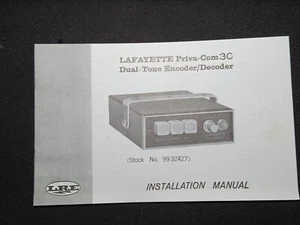 LAFAYETTE Priva-Com 3C
Dual-Tone Encoder/Decoder
(Stock No. 99-32427)
LRE
INSTALLATION MANUAL